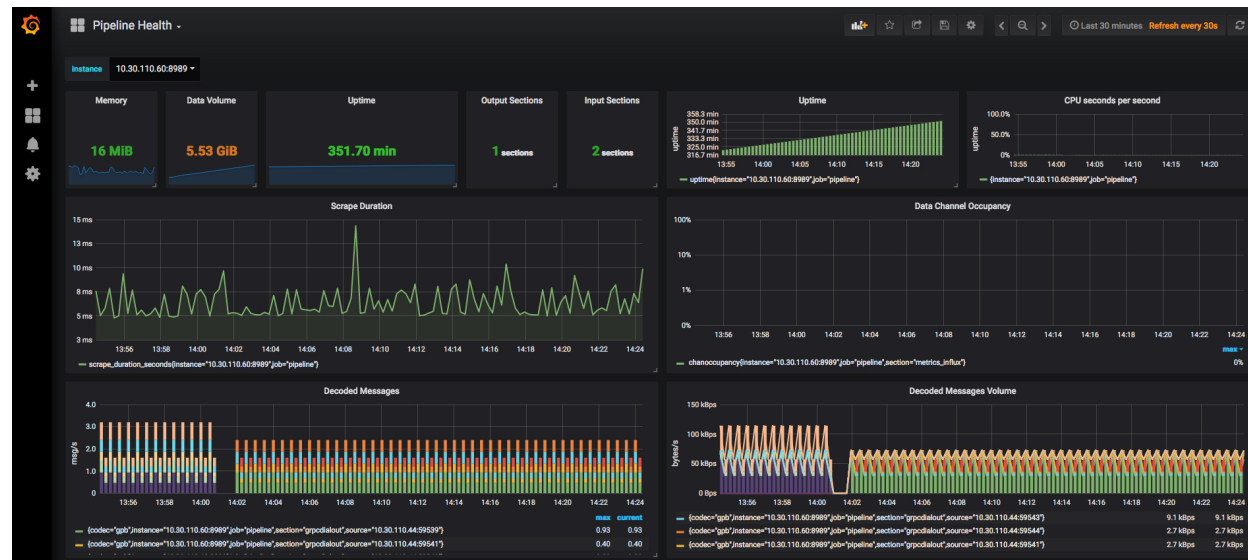 Pipeline Health
Last 30 minutes Refresh every 30s
Instance 10.30.110.60:8989
Memory
16 MiB
Data Volume
5.53 GiB
Uptime
351.70 min
Output Sections
1 sections
Input Sections
2 sections
Uptime
uptime
358.3 min
350.0 min
341.7 min
333.3 min
325.0 min
316.7 min
13:55 14:00 14:05 14:10 14:15 14:20
uptime{instance="10.30.110.60:8989",job="pipeline"}
CPU seconds per second
uptime
100.0%
50.0%
0%
13:55 14:00 14:05 14:10 14:15 14:20
{instance="10.30.110.60:8989",job="pipeline"}
Scrape Duration
15 ms
13 ms
10 ms
8 ms
5 ms
3 ms
13:56 13:58 14:00 14:02 14:04 14:06 14:08 14:10 14:12 14:14 14:16 14:18 14:20 14:22 14:24
scrape_duration_seconds{instance="10.30.110.60:8989",job="pipeline"}
Data Channel Occupancy
100%
10%
1%
0%
13:56 13:58 14:00 14:02 14:04 14:06 14:08 14:10 14:12 14:14 14:16 14:18 14:20 14:22 14:24
max
chanoccupancy{instance="10.30.110.60:8989",job="pipeline",section="metrics_influx"} 0%
Decoded Messages
msg/s
4.0
3.0
2.0
1.0
0
13:56 13:58 14:00 14:02 14:04 14:06 14:08 14:10 14:12 14:14 14:16 14:18 14:20 14:22 14:24
max current
{codec="gpb",instance="10.30.110.60:8989",job="pipeline",section="grpcdialout",source="10.30.110.44:59539"} 0.93 0.93
{codec="gpb",instance="10.30.110.60:8989",job="pipeline",section="grpcdialout",source="10.30.110.44:59541"} 0.40 0.40
Decoded Messages Volume
bytes/s
150 kBps
100 kBps
50 kBps
0 Bps
13:56 13:58 14:00 14:02 14:04 14:06 14:08 14:10 14:12 14:14 14:16 14:18 14:20 14:22 14:24
{codec="gpb",instance="10.30.110.60:8989",job="pipeline",section="grpcdialout",source="10.30.110.44:59543"} 9.1 kBps 9.1 kBps
{codec="gpb",instance="10.30.110.60:8989",job="pipeline",section="grpcdialout",source="10.30.110.44:59539"} 2.7 kBps 2.7 kBps
{codec="gpb",instance="10.30.110.60:8989",job="pipeline",section="grpcdialout",source="10.30.110.44:59541"} 2.7 kBps 2.7 kBps